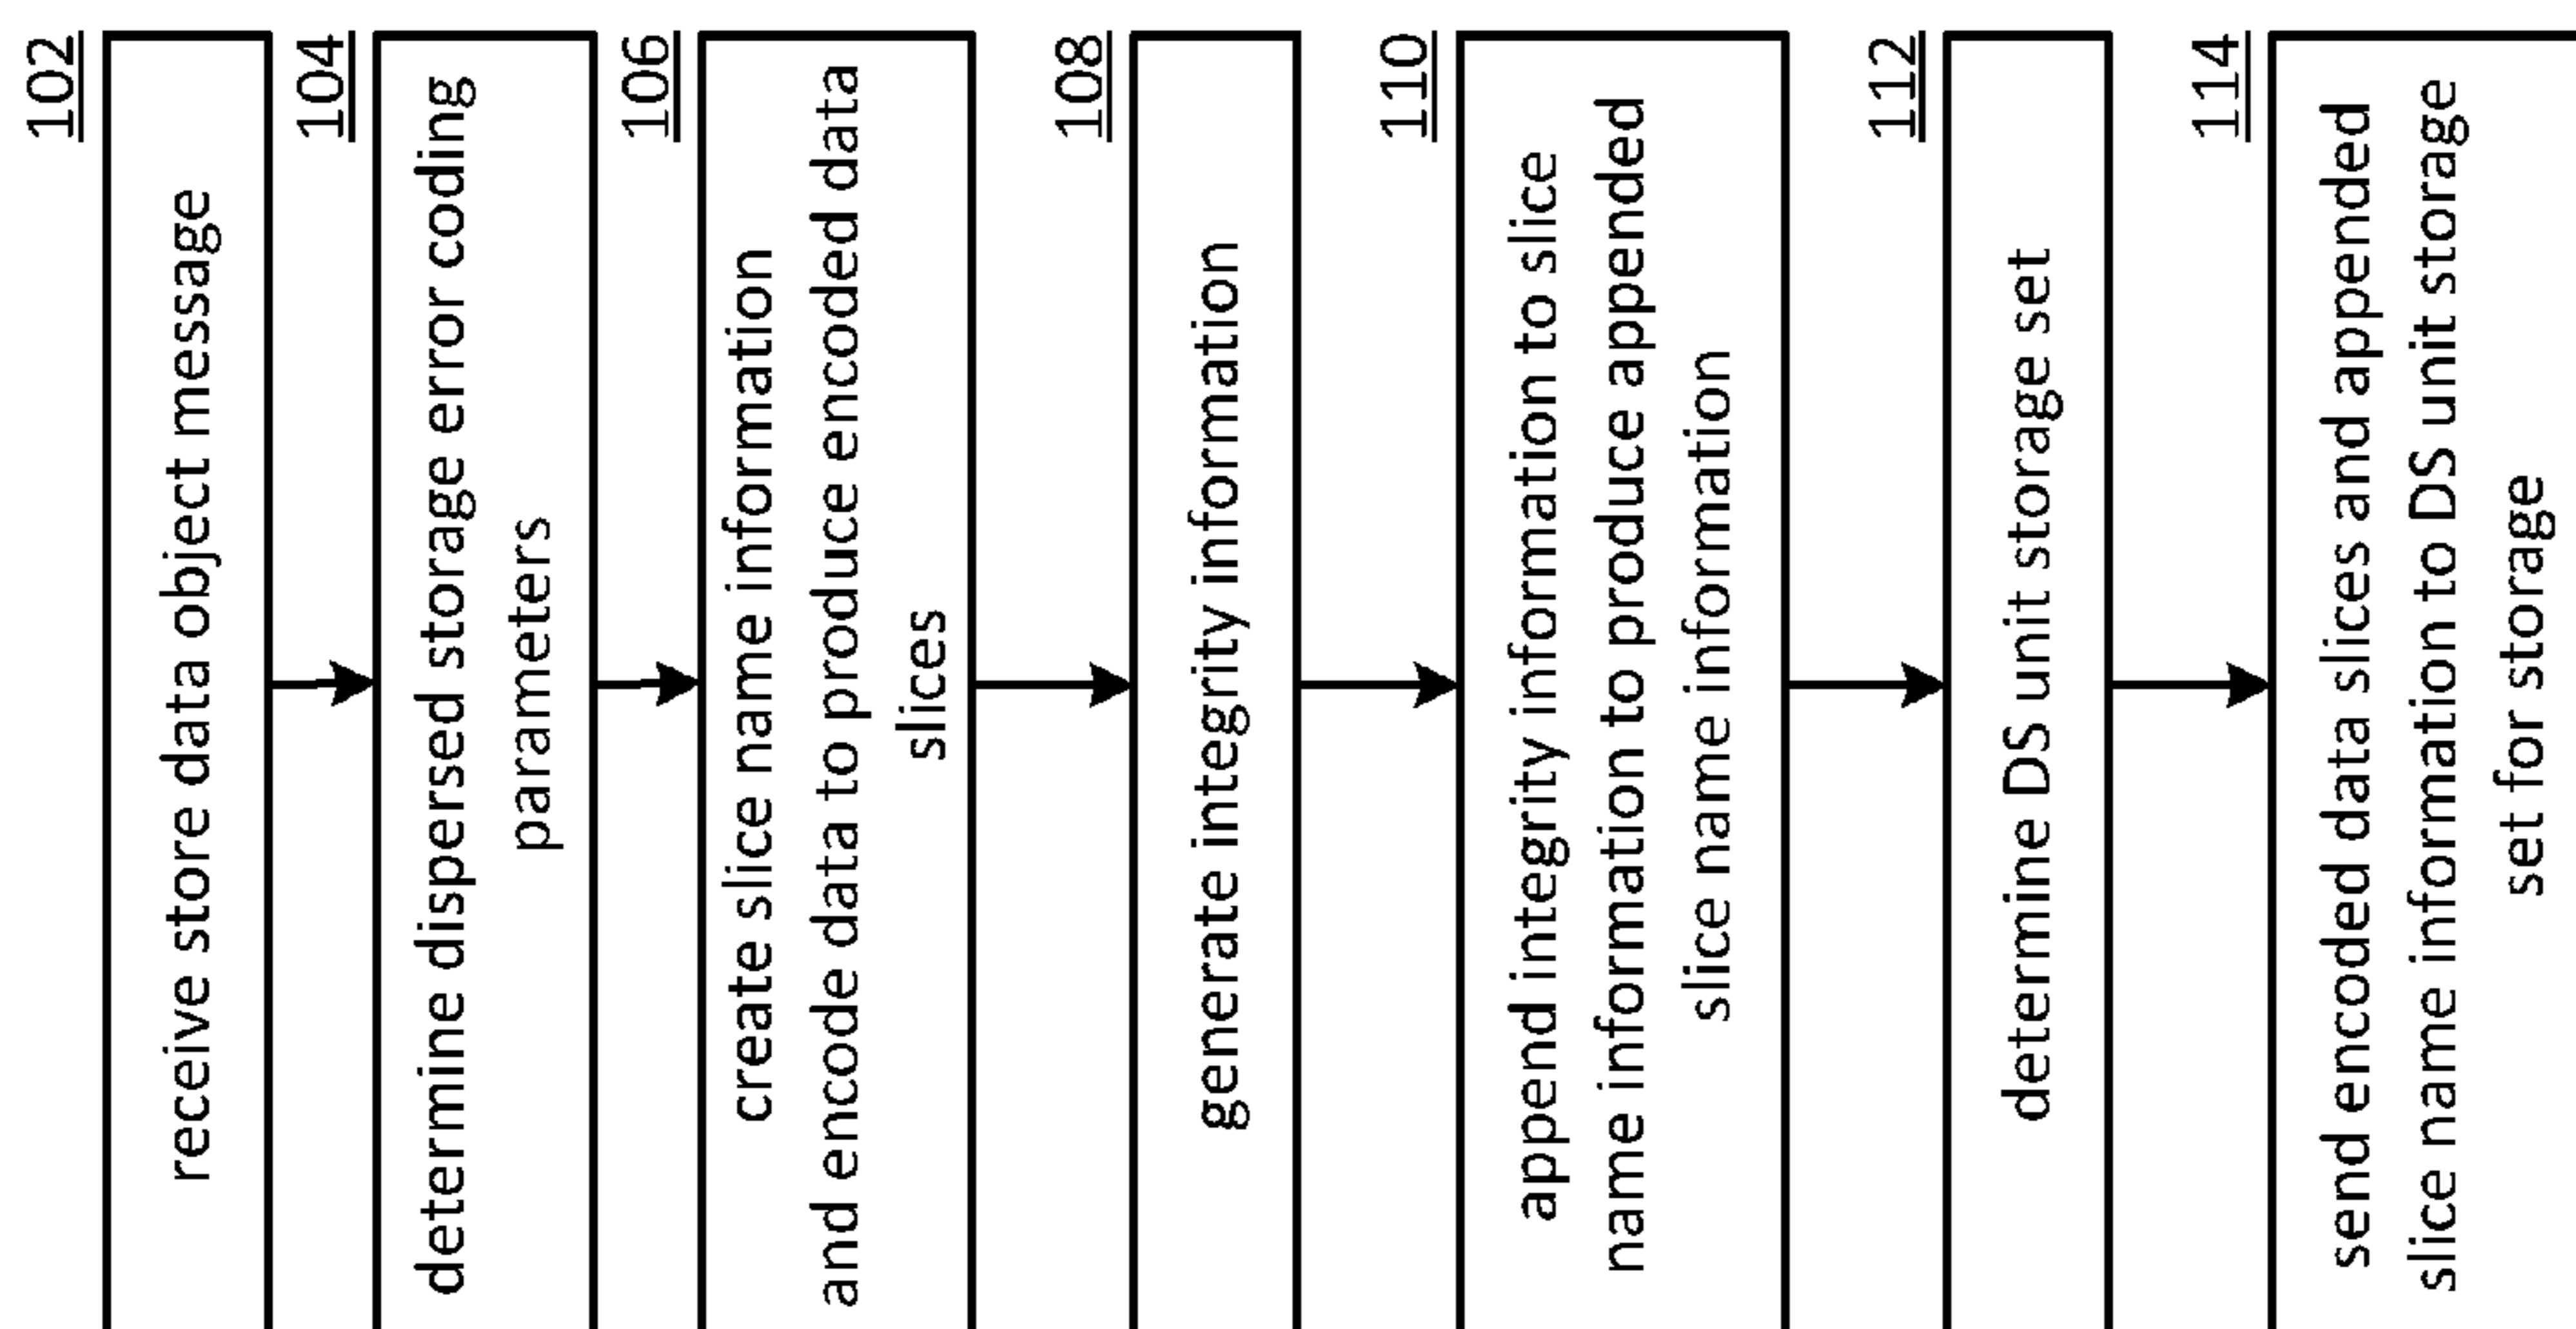 102
receive store data object message
104
determine dispersed storage error coding
parameters
106
create slice name information
and encode data to produce encoded data
slices
108
generate integrity information
110
append integrity information to slice
name information to produce appended
slice name information
112
determine DS unit storage set
114
send encoded data slices and appended
slice name information to DS unit storage
set for storage